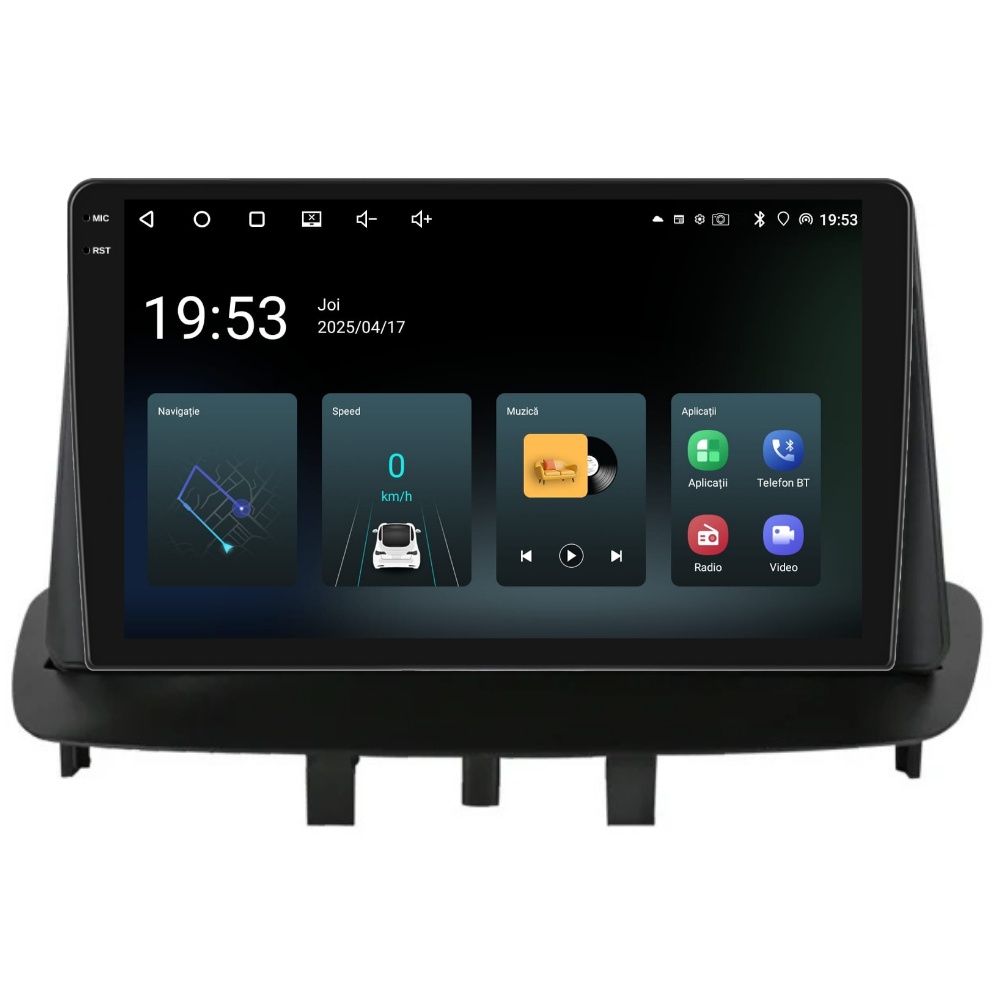 MIC
RST
19:53
19:53
Joi
2025/04/17
Navigație
Speed
0
km/h
Muzică
Aplicații
Aplicații
Telefon BT
Radio
Video